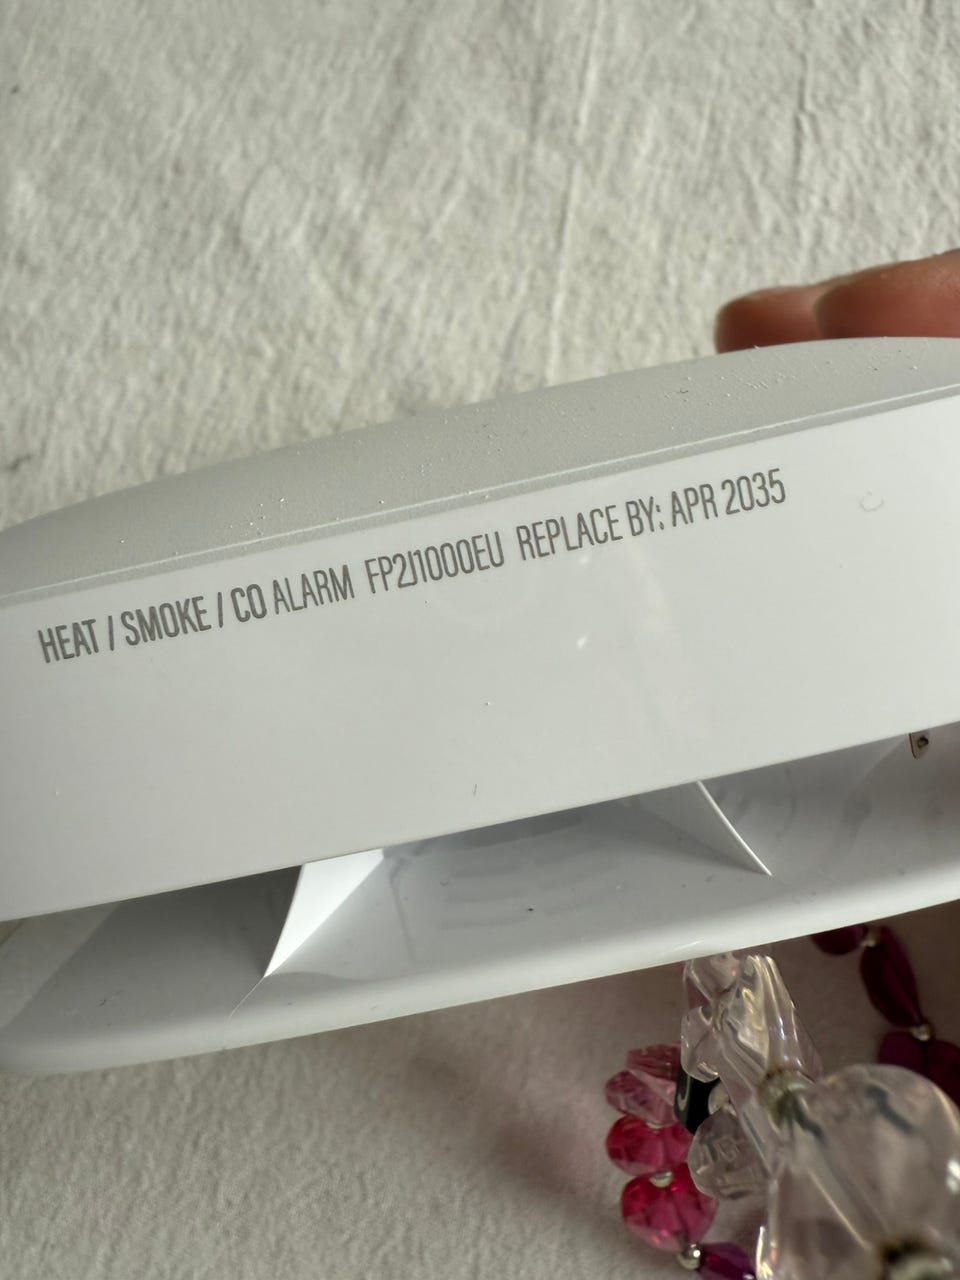 HEAT / SMOKE / CO ALARM FP2J1000EU REPLACE BY: APR 2035